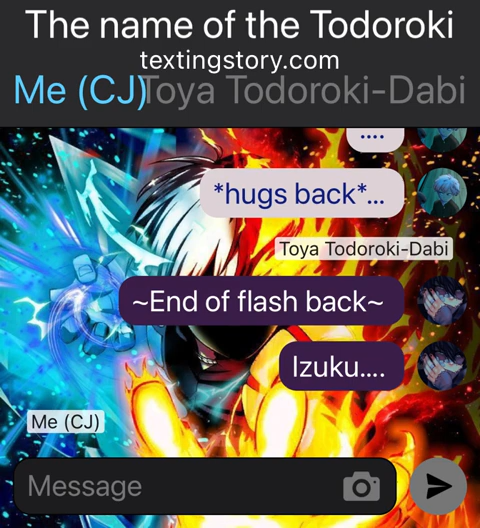 The name of the Todoroki
textingstory.com
Me (CJ) Toya Todoroki-Dabi
....
*hugs back*...
Toya Todoroki-Dabi
~End of flash back~
Izuku....
Me (CJ)
Message